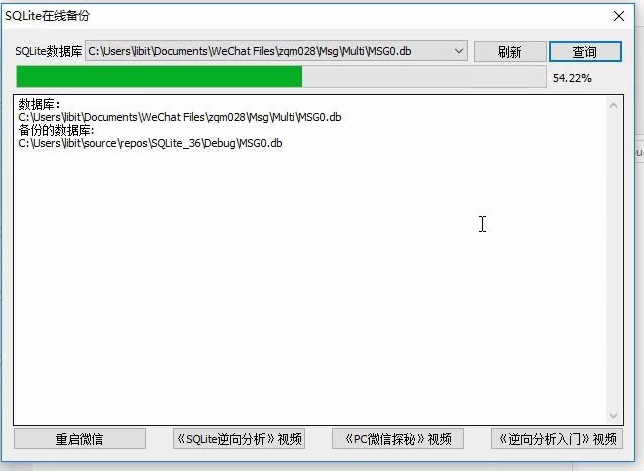 SQLite在线备份
SQLite数据库 C:\Users\libit\Documents\WeChat Files\zqm028\Msg\Multi\MSG0.db 刷新 查询
54.22%
数据库：
C:\Users\libit\Documents\WeChat Files\zqm028\Msg\Multi\MSG0.db
备份的数据库：
C:\Users\libit\source\repos\SQLite_36\Debug\MSG0.db
重启微信 《SQLite逆向分析》视频 《PC微信探秘》视频 《逆向分析入门》视频